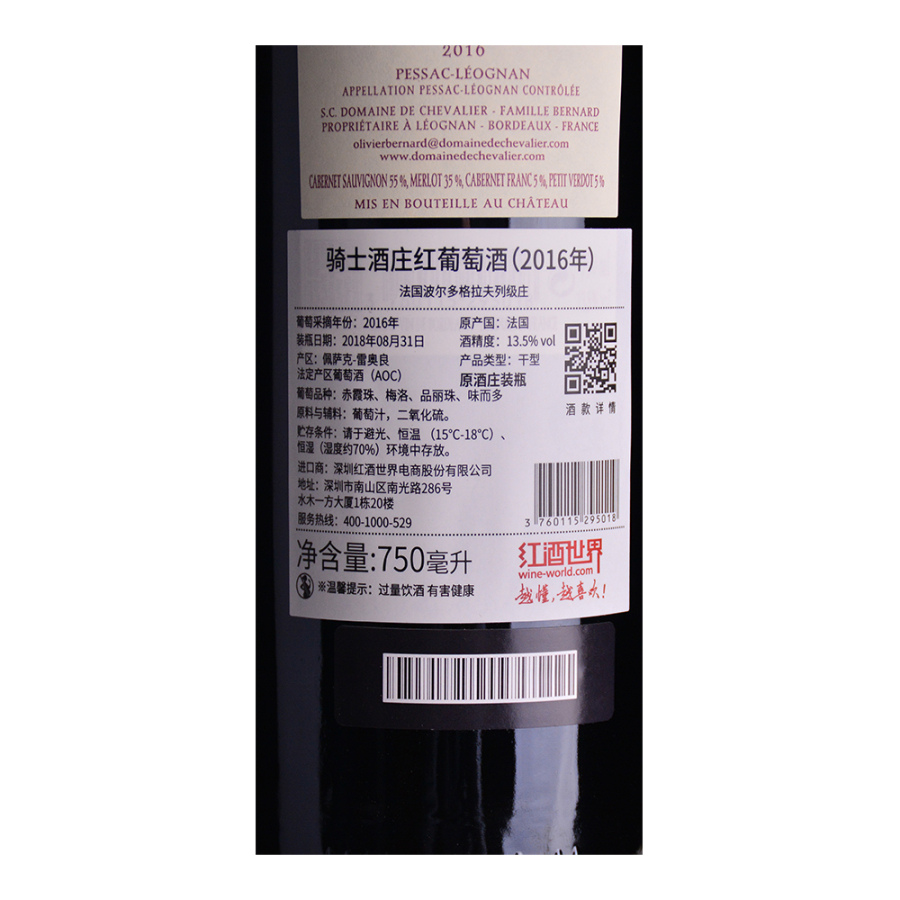 2016
PESSAC-LÉOGNAN
APPELLATION PESSAC-LÉOGNAN CONTRÔLÉE
S.C. DOMAINE DE CHEVALIER - FAMILLE BERNARD
PROPRIÉTAIRE À LÉOGNAN - BORDEAUX - FRANCE
olivierbernard@domainedechevalier.com
www.domainedechevalier.com
CABERNET SAUVIGNON 55 %, MERLOT 35 %, CABERNET FRANC 5 %, PETIT VERDOT 5 %
MIS EN BOUTEILLE AU CHÂTEAU
骑士酒庄红葡萄酒(2016年)
法国波尔多格拉夫列级庄
葡萄采摘年份：2016年 原产国：法国
装瓶日期：2018年08月31日 酒精度：13.5% vol
产区：佩萨克-雷奥良 产品类型：干型
法定产区葡萄酒（AOC） 原酒庄装瓶
葡萄品种：赤霞珠、梅洛、品丽珠、味而多
酒款详情
原料与辅料：葡萄汁，二氧化硫。
贮存条件：请于避光、恒温（15°C-18°C）、
恒湿（湿度约70%）环境中存放。
进口商：深圳红酒世界电商股份有限公司
地址：深圳市南山区南光路286号
水木一方大厦1栋20楼
服务热线：400-1000-529
3 760115 295018
净含量:750毫升
※温馨提示：过量饮酒 有害健康
红酒世界
wine-world.com
越懂,越喜欢!